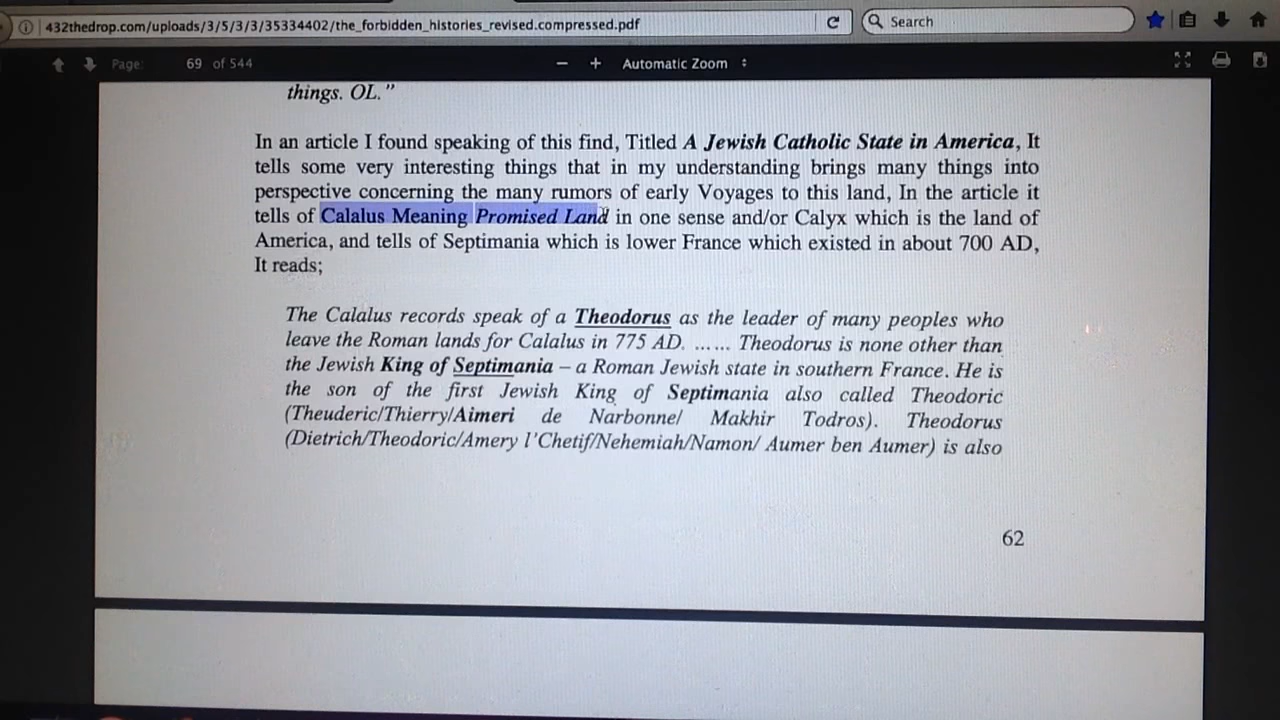 432thedrop.com/uploads/3/5/3/3/35334402/the_forbidden_histories_revised.compressed.pdf
Search
Page:
69 of 544
Automatic Zoom
things. OL."
In an article I found speaking of this find, Titled A Jewish Catholic State in America, It
tells some very interesting things that in my understanding brings many things into
perspective concerning the many rumors of early Voyages to this land, In the article it
tells of Calalus Meaning Promised Land in one sense and/or Calyx which is the land of
America, and tells of Septimania which is lower France which existed in about 700 AD,
It reads;
The Calalus records speak of a Theodorus as the leader of many peoples who
leave the Roman lands for Calalus in 775 AD. ...... Theodorus is none other than
the Jewish King of Septimania – a Roman Jewish state in southern France. He is
the son of the first Jewish King of Septimania also called Theodoric
(Theuderic/Thierry/Aimeri de Narbonne/ Makhir Todros). Theodorus
(Dietrich/Theodoric/Amery l'Chetif/Nehemiah/Namon/ Aumer ben Aumer) is also
62